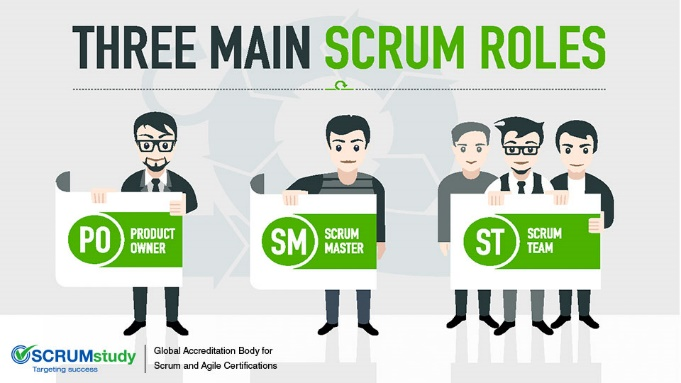 THREE MAIN SCRUM ROLES
PO
PRODUCT
OWNER
SM
SCRUM
MASTER
ST
SCRUM
TEAM
SCRUMstudy
Targeting success
Global Accreditation Body for
Scrum and Agile Certifications